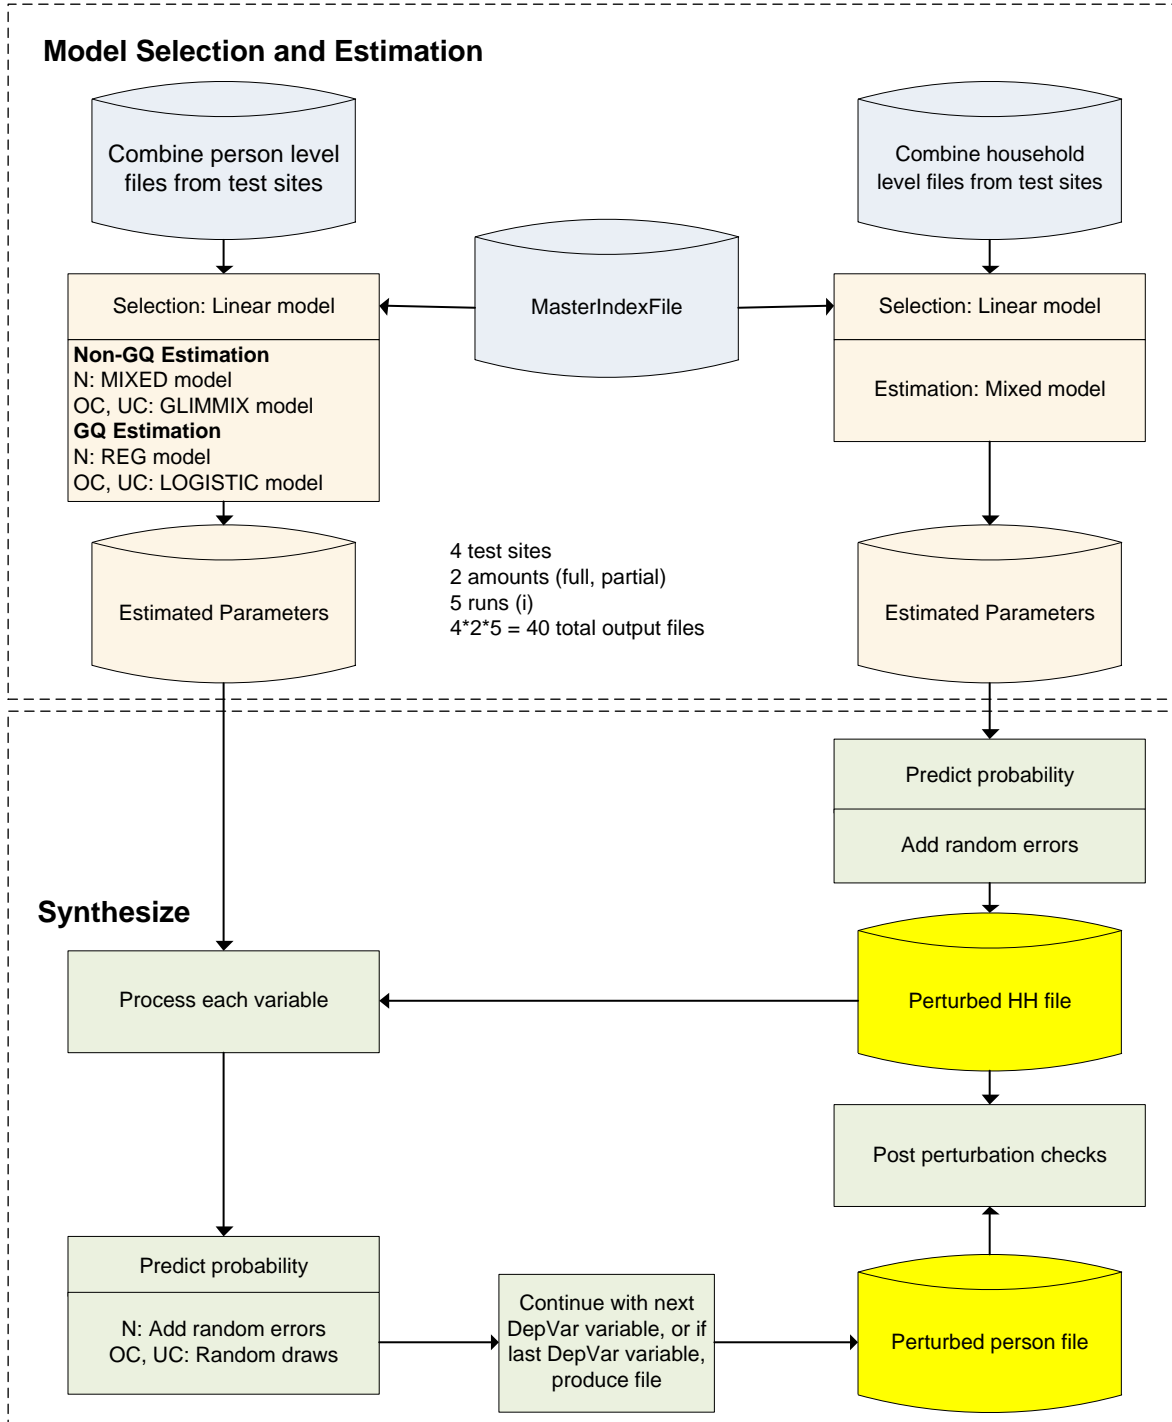 Model Selection and Estimation
Combine person level
files from test sites
Combine household
level files from test sites
MasterIndexFile
Selection: Linear model
Non-GQ Estimation
N: MIXED model
OC, UC: GLIMMIX model
GQ Estimation
N: REG model
OC, UC: LOGISTIC model
Selection: Linear model
Estimation: Mixed model
Estimated Parameters
4 test sites
2 amounts (full, partial)
5 runs (i)
4*2*5 = 40 total output files
Estimated Parameters
Predict probability
Add random errors
Synthesize
Process each variable
Perturbed HH file
Post perturbation checks
Predict probability
N: Add random errors
OC, UC: Random draws
Continue with next
DepVar variable, or if
last DepVar variable,
produce file
Perturbed person file